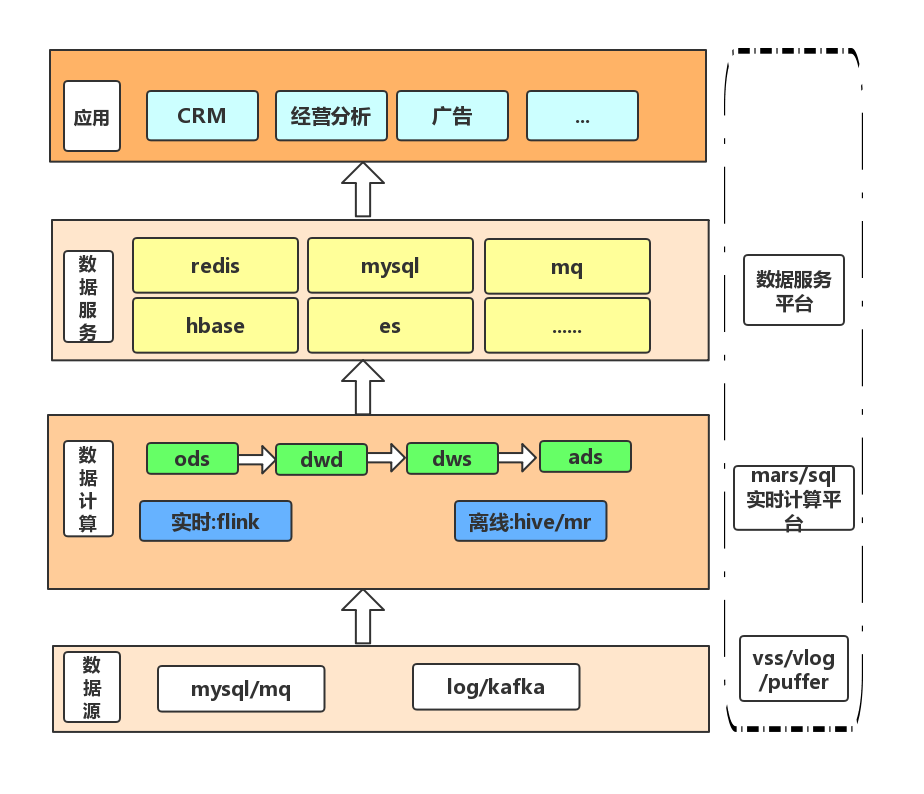 应用
CRM
经营分析
广告
...
数
据
服
务
redis
mysql
mq
hbase
es
......
数据服务
平台
数
据
计
算
ods
dwd
dws
ads
实时:flink
离线:hive/mr
mars/sql
实时计算平
台
数
据
源
mysql/mq
log/kafka
vss/vlog
/puffer